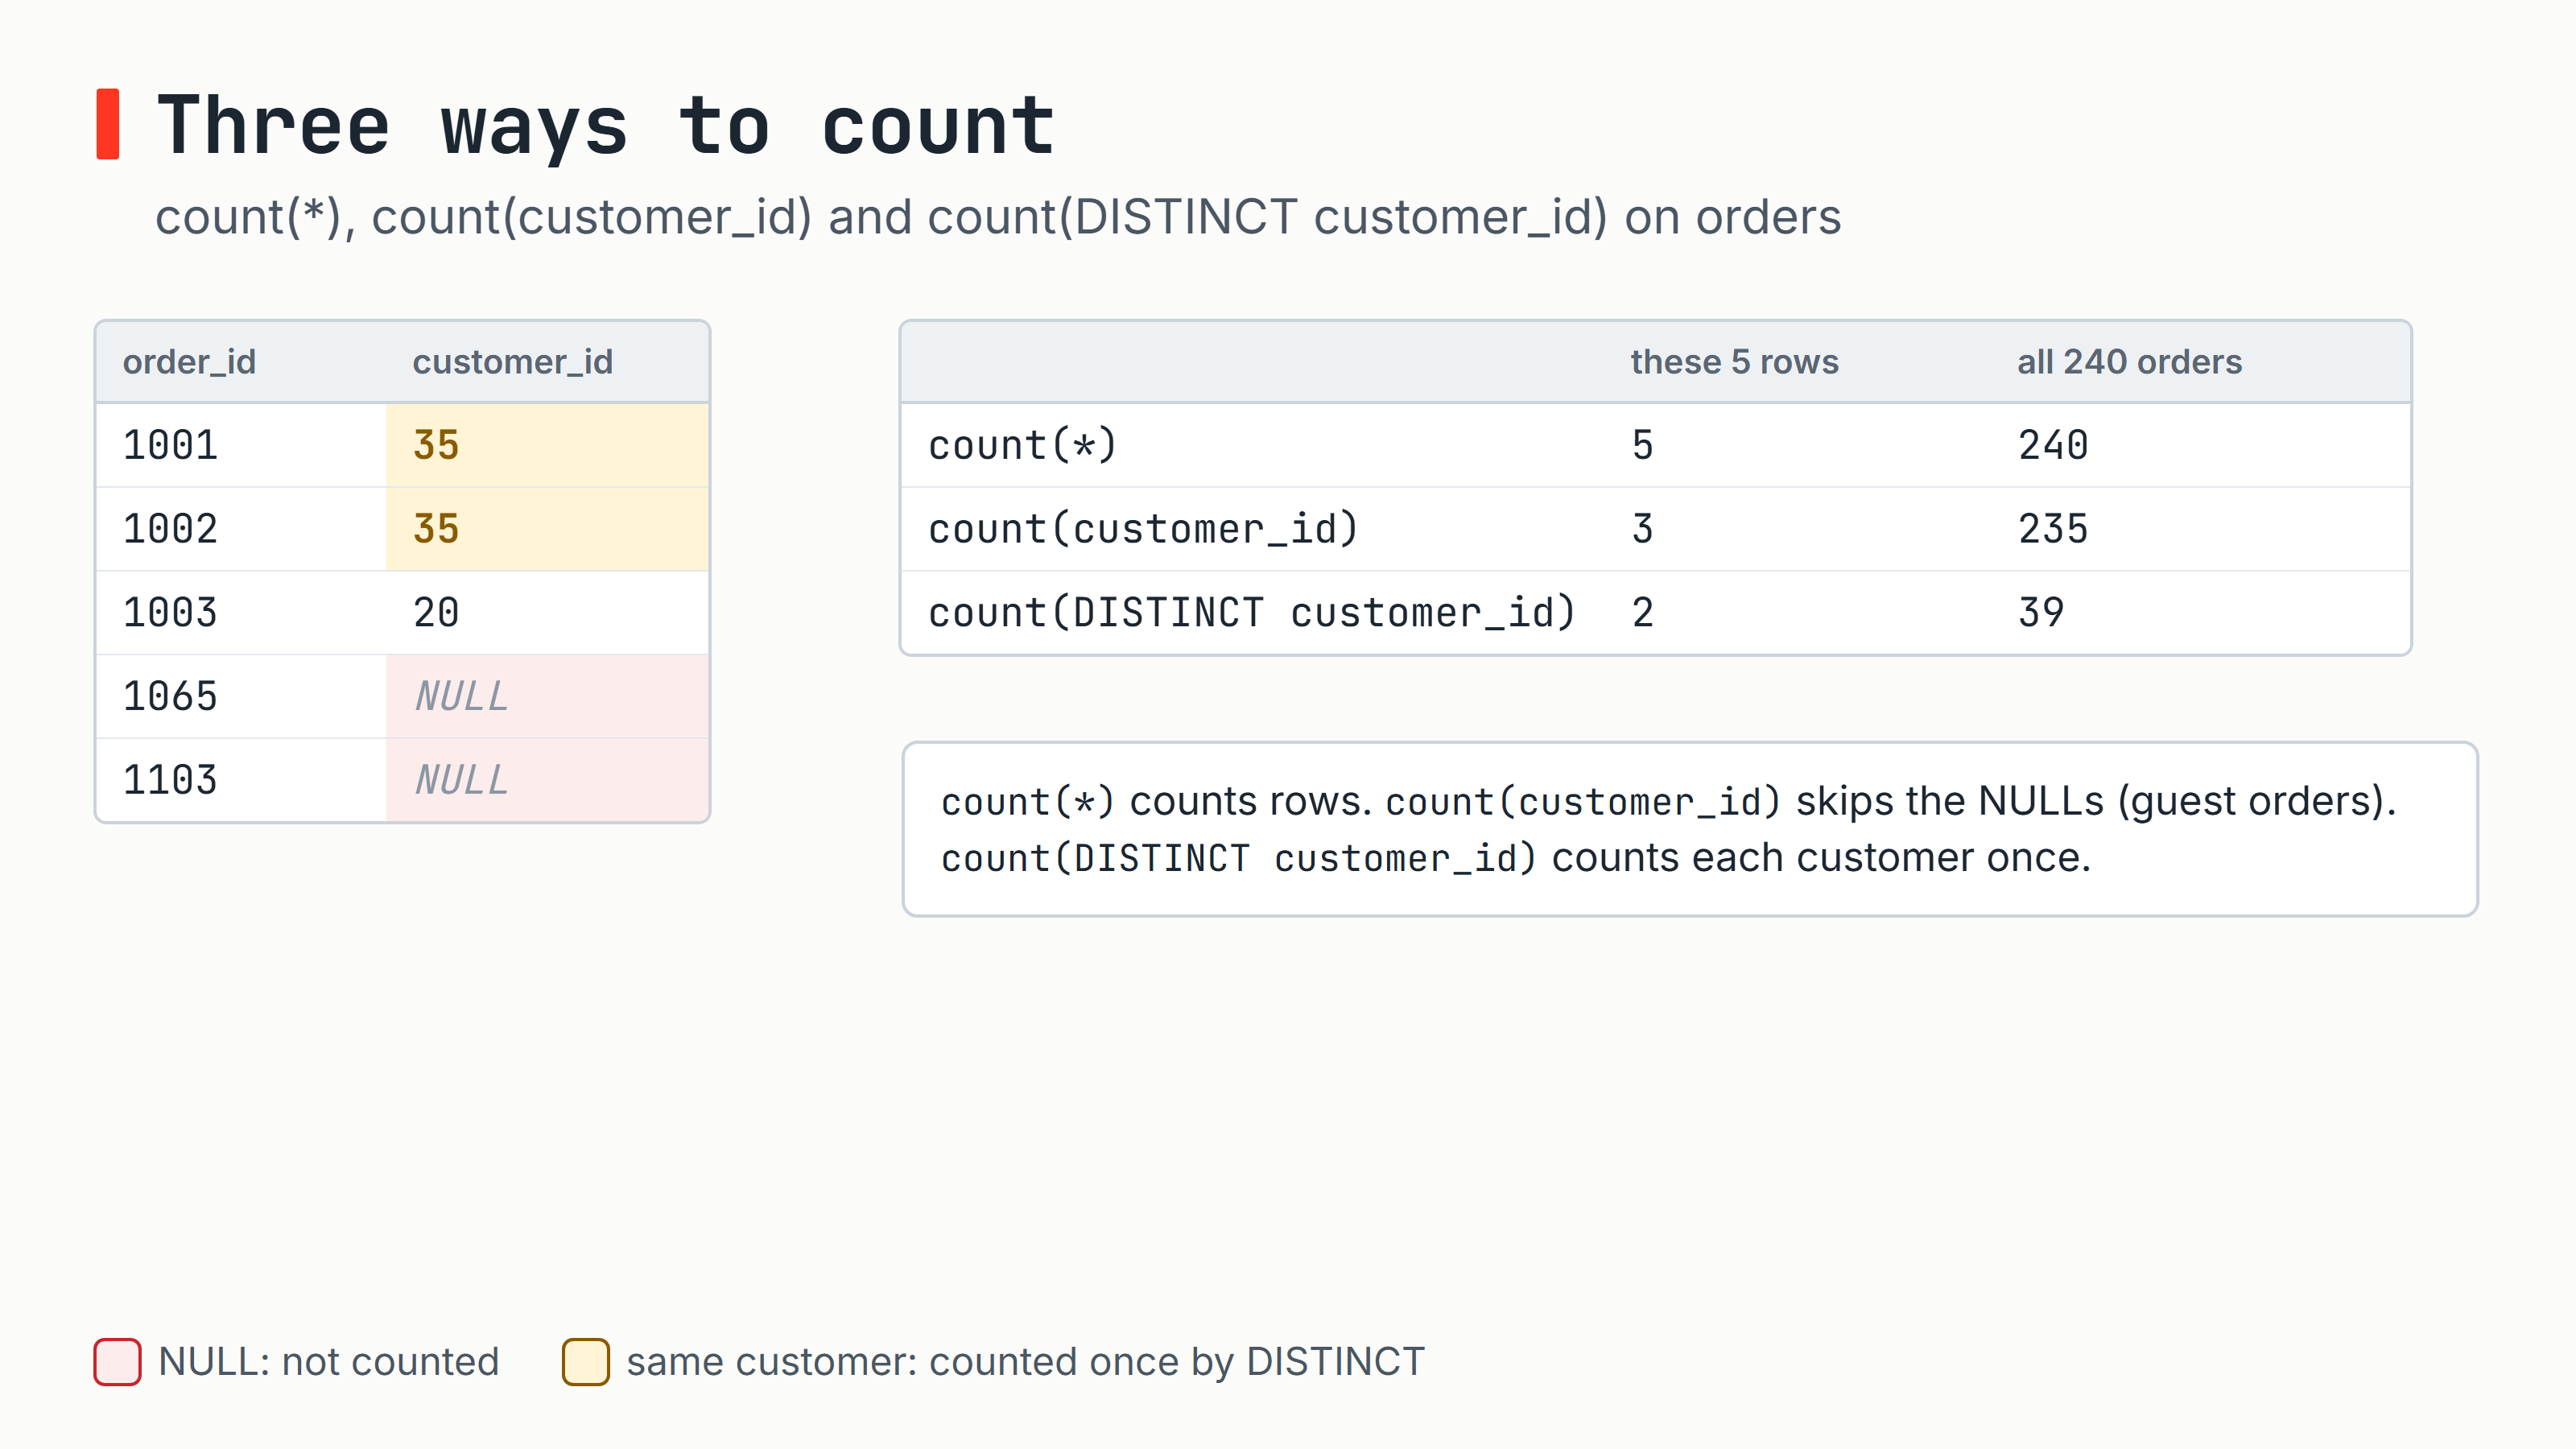 Three ways to count
count(*), count(customer_id) and count(DISTINCT customer_id) on orders
order_id customer_id
1001 35
1002 35
1003 20
1065 NULL
1103 NULL
these 5 rows all 240 orders
count(*) 5 240
count(customer_id) 3 235
count(DISTINCT customer_id) 2 39
count(*) counts rows. count(customer_id) skips the NULLs (guest orders).
count(DISTINCT customer_id) counts each customer once.
NULL: not counted
same customer: counted once by DISTINCT